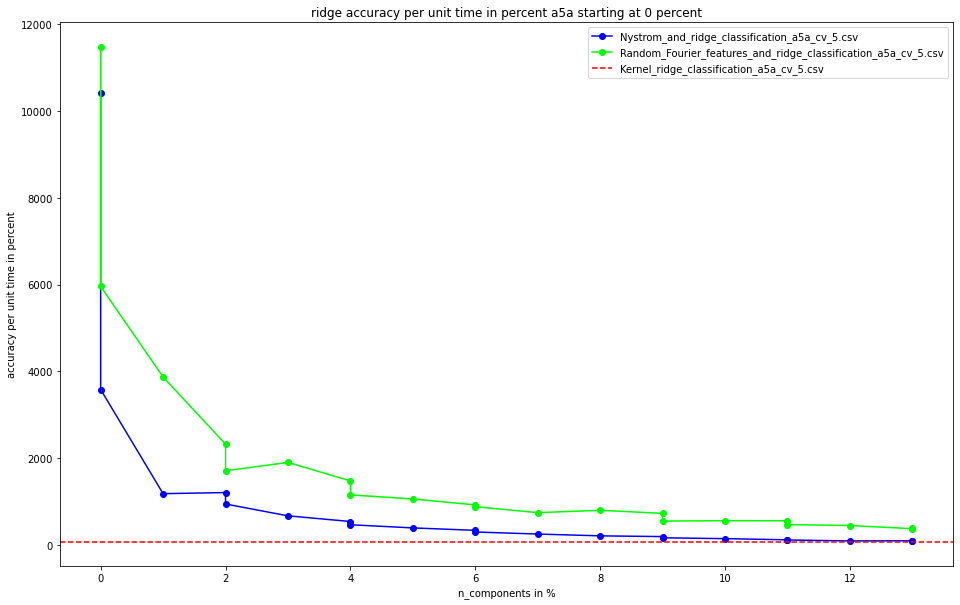 ridge accuracy per unit time in percent a5a starting at 0 percent
Nystrom_and_ridge_classification_a5a_cv_5.csv
Random_Fourier_features_and_ridge_classification_a5a_cv_5.csv
Kernel_ridge_classification_a5a_cv_5.csv
accuracy per unit time in percent
12000
10000
8000
6000
4000
2000
0
0 2 4 6 8 10 12
n_components in %